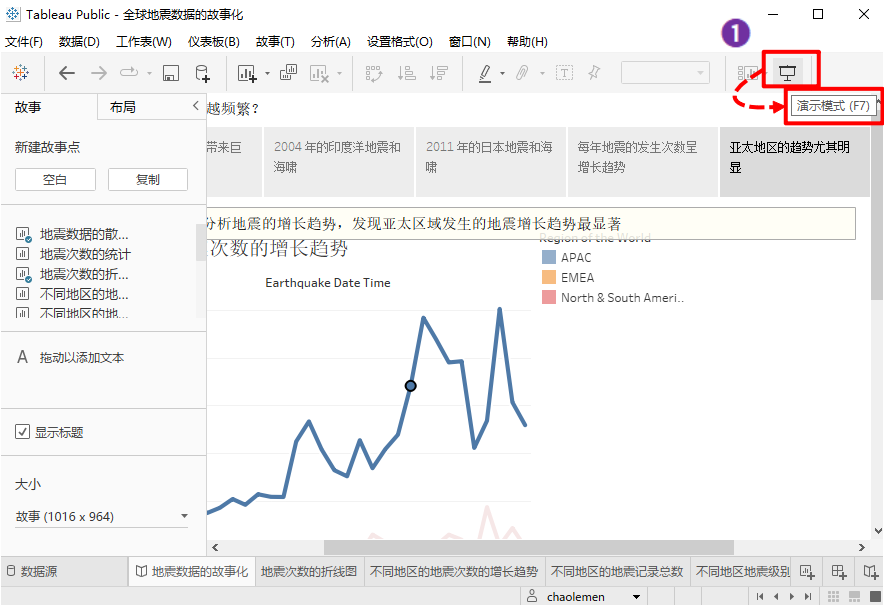 Tableau Public - 全球地震数据的故事化
文件(F) 数据(D) 工作表(W) 仪表板(B) 故事(T) 分析(A) 设置格式(O) 窗口(N) 帮助(H)
1
演示模式 (F7)
故事 布局
越频繁？
新建故事点
空白 复制
带来巨
2004 年的印度洋地震和海啸
2011 年的日本地震和海啸
每年地震的发生次数呈增长趋势
亚太地区的趋势尤其明显
分析地震的增长趋势，发现亚太区域发生的地震增长趋势最显著
次数的增长趋势
Earthquake Date Time
Region of the World
APAC
EMEA
North & South Ameri..
地震数据的散...
地震次数的统计
地震次数的折...
不同地区的地...
不同地区的地...
A 拖动以添加文本
显示标题
大小
故事 (1016 x 964)
数据源 地震数据的故事化 地震次数的折线图 不同地区的地震次数的增长趋势 不同地区的地震记录总数 不同地区地震级别
chaolemen